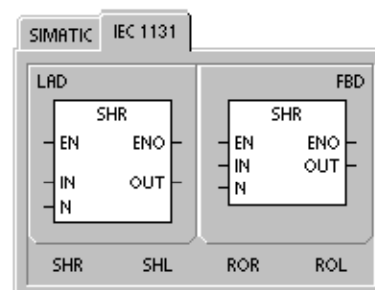 SIMATIC IEC 1131
LAD FBD
SHR SHR
EN ENO EN ENO
IN OUT IN OUT
N N
SHR SHL ROR ROL